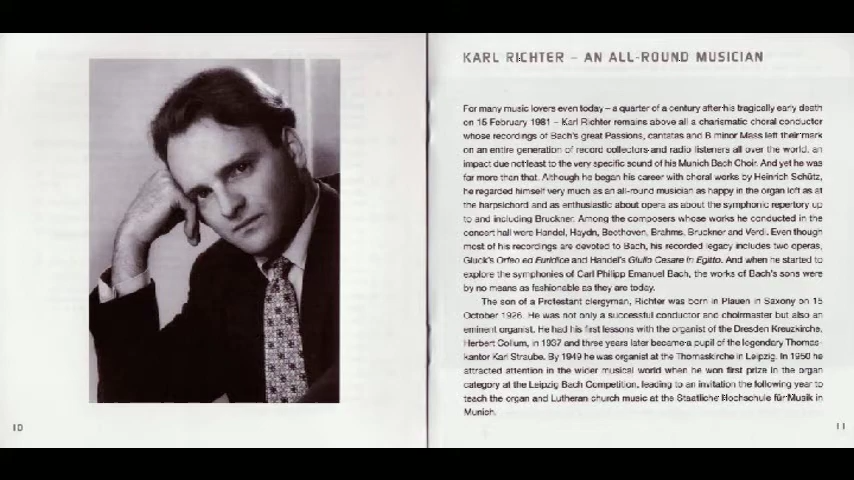 KARL RICHTER – AN ALL-ROUND MUSICIAN
For many music lovers even today – a quarter of a century after his tragically early death
on 15 February 1981 – Karl Richter remains above all a charismatic choral conductor
whose recordings of Bach's great Passions, cantatas and B minor Mass left their mark
on an entire generation of record collectors and radio listeners all over the world, an
impact due not least to the very specific sound of his Munich Bach Choir. And yet he was
far more than that. Although he began his career with choral works by Heinrich Schütz,
he regarded himself very much as an all-round musician as happy in the organ loft as at
the harpsichord and as enthusiastic about opera as about the symphonic repertory up
to and including Bruckner. Among the composers whose works he conducted in the
concert hall were Handel, Haydn, Beethoven, Brahms, Bruckner and Verdi. Even though
most of his recordings are devoted to Bach, his recorded legacy includes two operas,
Gluck's Orfeo ed Euridice and Handel's Giulio Cesare in Egitto. And when he started to
explore the symphonies of Carl Philipp Emanuel Bach, the works of Bach's sons were
by no means as fashionable as they are today.
The son of a Protestant clergyman, Richter was born in Plauen in Saxony on 15
October 1926. He was not only a successful conductor and choirmaster but also an
eminent organist. He had his first lessons with the organist of the Dresden Kreuzkirche,
Herbert Collum, in 1937 and three years later became a pupil of the legendary Thomas-
kantor Karl Straube. By 1949 he was organist at the Thomaskirche in Leipzig. In 1950 he
attracted attention in the wider musical world when he won first prize in the organ
category at the Leipzig Bach Competition, leading to an invitation the following year to
teach the organ and Lutheran church music at the Staatliche Hochschule für Musik in
Munich.
10
11